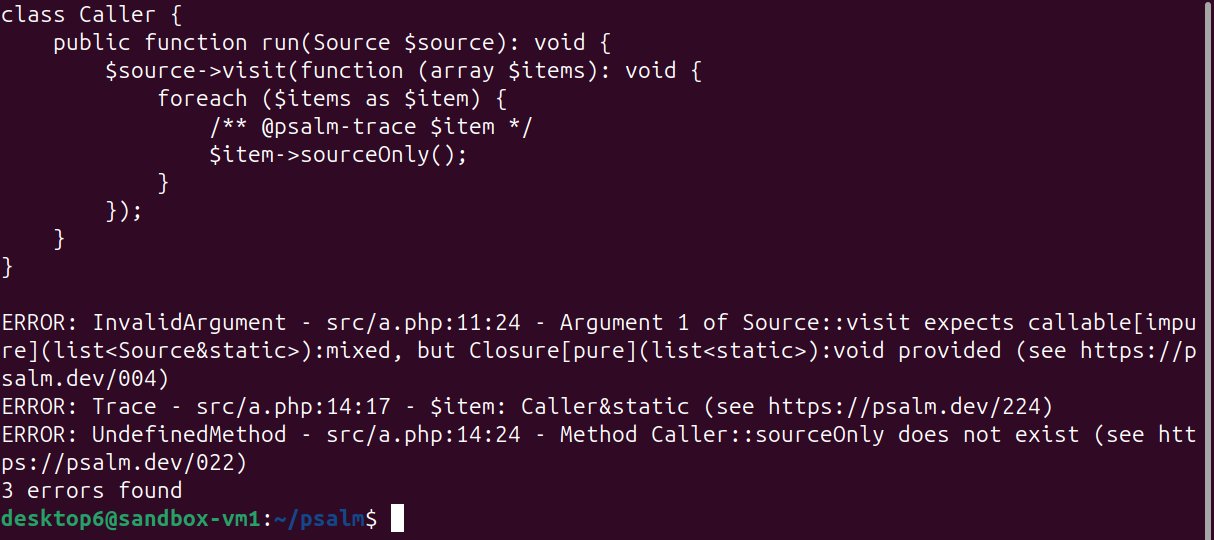 class Caller {
    public function run(Source $source): void {
        $source->visit(function (array $items): void {
            foreach ($items as $item) {
                /** @psalm-trace $item */
                $item->sourceOnly();
            }
        });
    }
}

ERROR: InvalidArgument - src/a.php:11:24 - Argument 1 of Source::visit expects callable[impu
re](list<Source&static>):mixed, but Closure[pure](list<static>):void provided (see https://p
salm.dev/004)
ERROR: Trace - src/a.php:14:17 - $item: Caller&static (see https://psalm.dev/224)
ERROR: UndefinedMethod - src/a.php:14:24 - Method Caller::sourceOnly does not exist (see htt
ps://psalm.dev/022)
3 errors found
desktop6@sandbox-vm1:~/psalm$